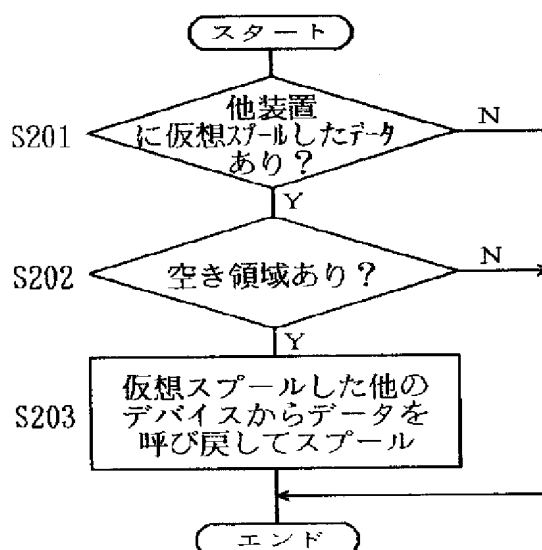 スタート
S201
他装置
に仮想スプールしたデータ
あり?
N
Y
S202
空き領域あり?
N
Y
S203
仮想スプールした他の
デバイスからデータを
呼び戻してスプール
エンド